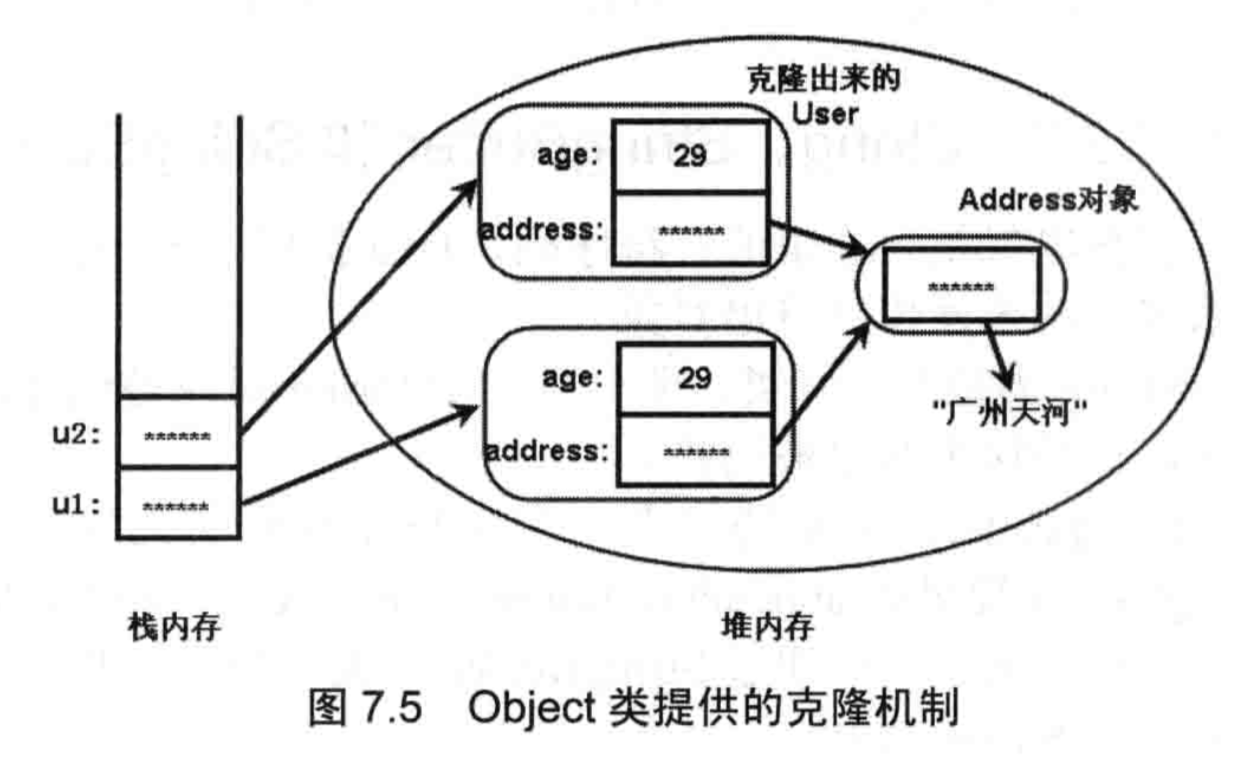 克隆出来的
User
age: 29
address: ******
Address对象
******
age: 29
address: ******
"广州天河"
u2: ******
u1: ******
栈内存
堆内存
图 7.5 Object 类提供的克隆机制